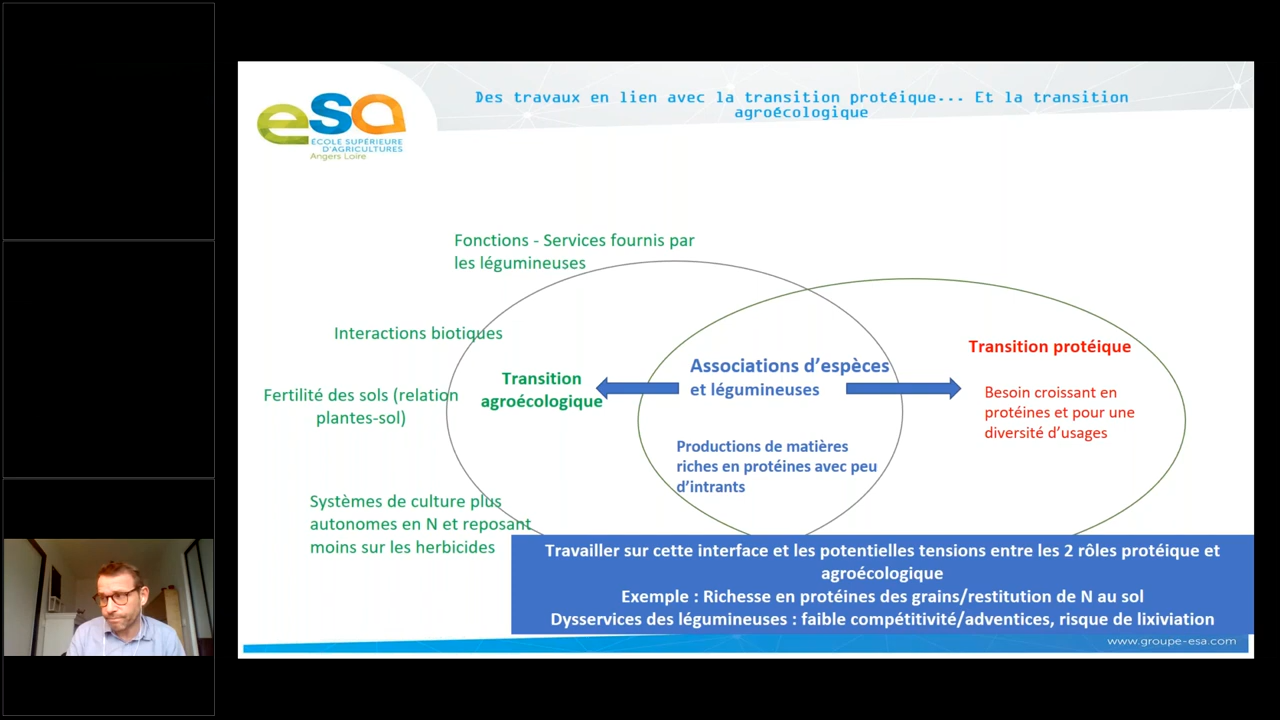 esa
ÉCOLE SUPÉRIEURE
D'AGRICULTURES
Angers Loire
Des travaux en lien avec la transition protéique... Et la transition
agroécologique
Fonctions - Services fournis par
les légumineuses
Interactions biotiques
Fertilité des sols (relation
plantes-sol)
Systèmes de culture plus
autonomes en N et reposant
moins sur les herbicides
Transition
agroécologique
Associations d'espèces
et légumineuses
Productions de matières
riches en protéines avec peu
d'intrants
Transition protéique
Besoin croissant en
protéines et pour une
diversité d'usages
Travailler sur cette interface et les potentielles tensions entre les 2 rôles protéique et
agroécologique
Exemple : Richesse en protéines des grains/restitution de N au sol
Dysservices des légumineuses : faible compétitivité/adventices, risque de lixiviation
www.groupe-esa.com